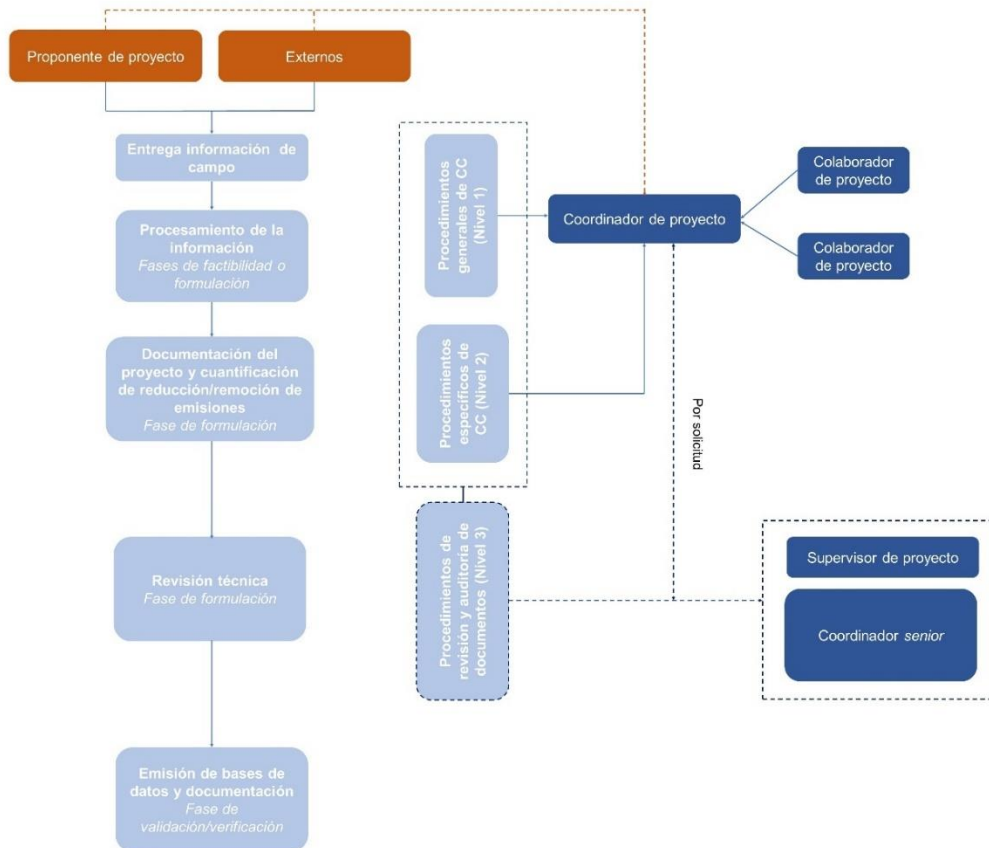 Proponente de proyecto
Externos
Entrega información de
campo
Procesamiento de la
información
Fases de factibilidad o
formulación
Documentación del
proyecto y cuantificación
de reducción/remoción de
emisiones
Fase de formulación
Revisión técnica
Fase de formulación
Emisión de bases de
datos y documentación
Fase de
validación/verificación
Procedimientos
generales de CC
(Nivel 1)
Procedimientos
específicos de
CC (Nivel 2)
Procedimientos de
revisión y auditoría de
documentos (Nivel 3)
Coordinador de proyecto
Colaborador
de proyecto
Colaborador
de proyecto
Por solicitud
Supervisor de proyecto
Coordinador senior